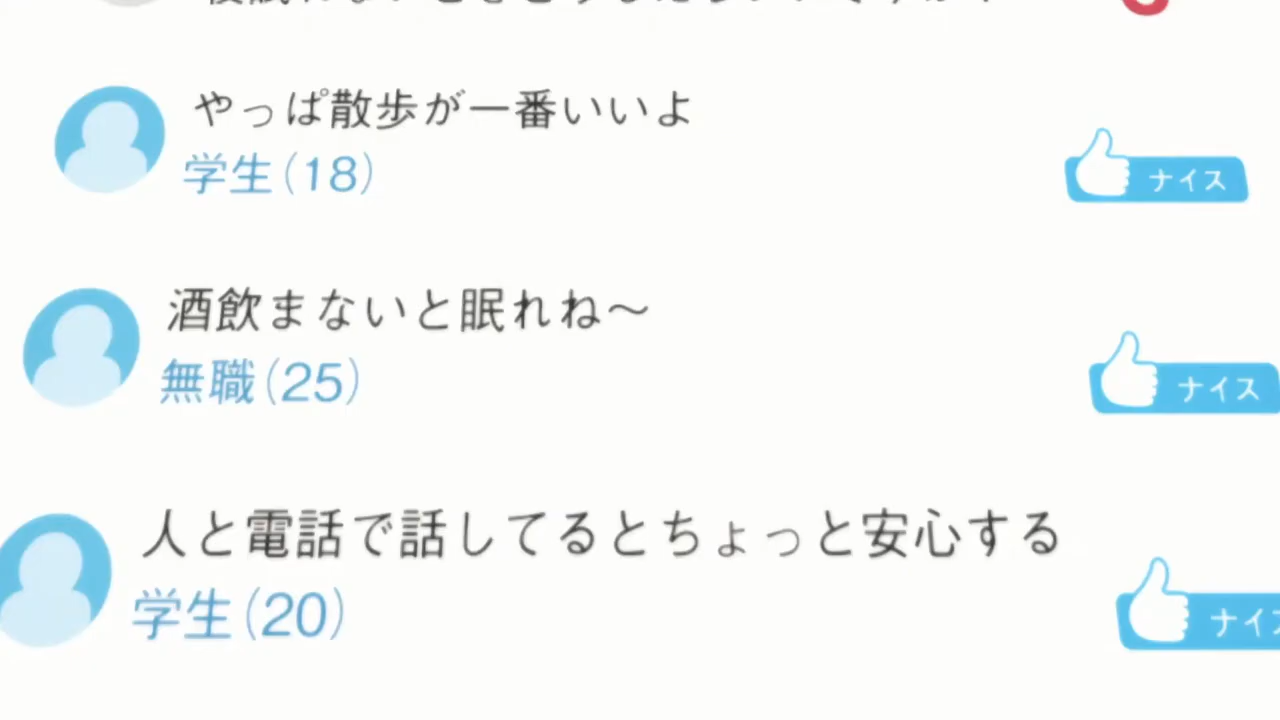 やっぱ散歩が一番いいよ
学生(18)
ナイス
酒飲まないと眠れね〜
無職(25)
ナイス
人と電話で話してるとちょっと安心する
学生(20)
ナイス